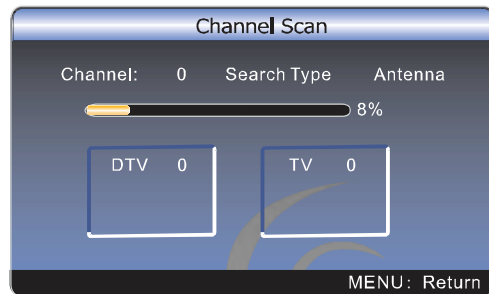 Channel Scan
Channel: 0 Search Type Antenna
8%
DTV 0 TV 0
MENU: Return